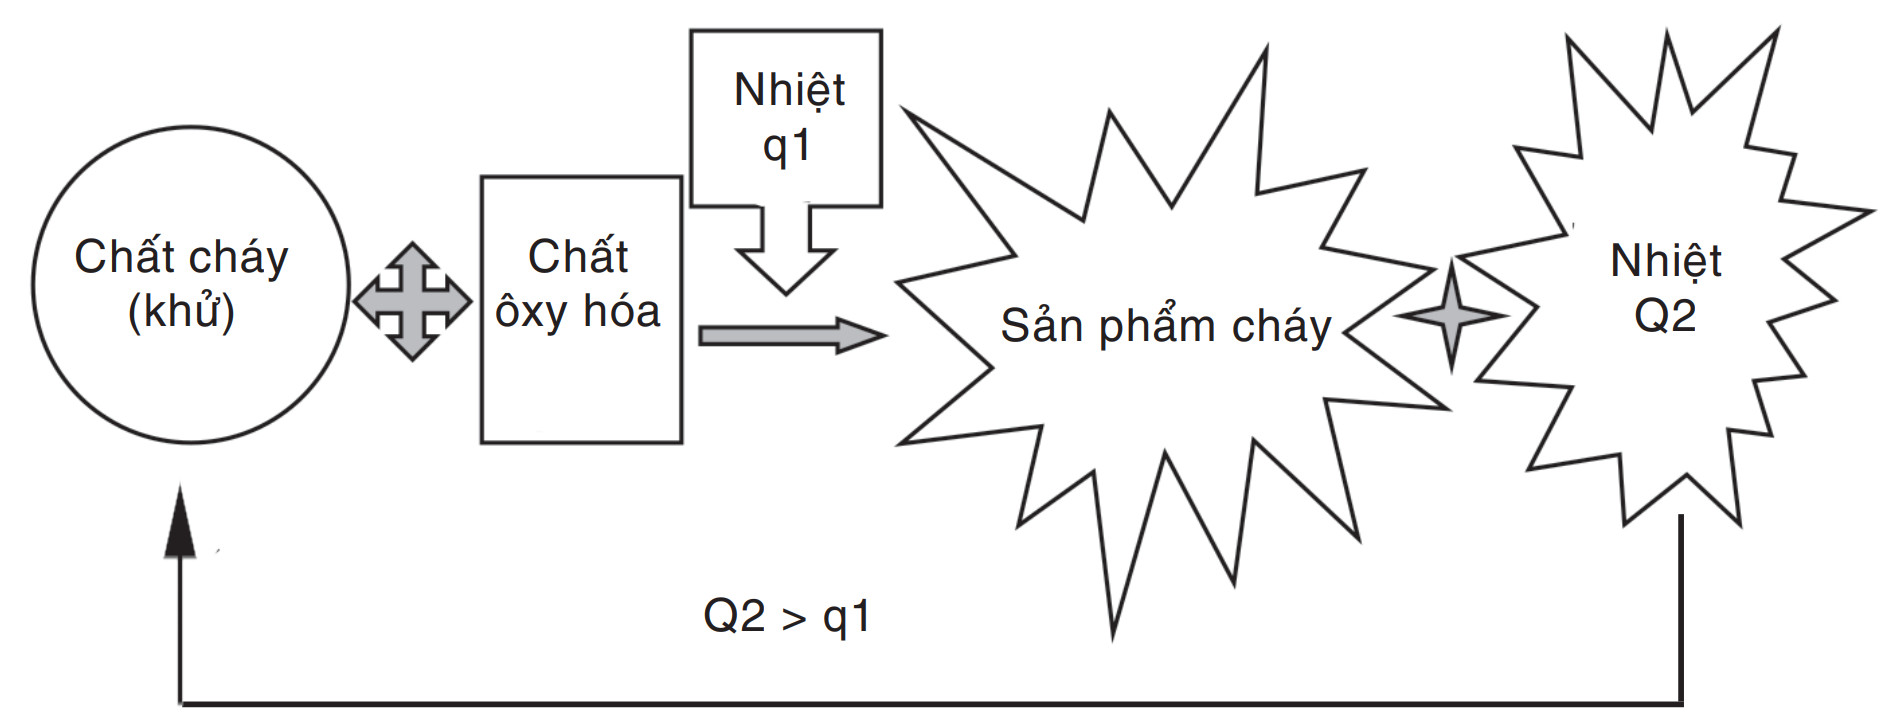 Chất cháy
(khử)
Chất
ôxy hóa
Nhiệt
q1
Sản phẩm cháy
Nhiệt
Q2
Q2 > q1